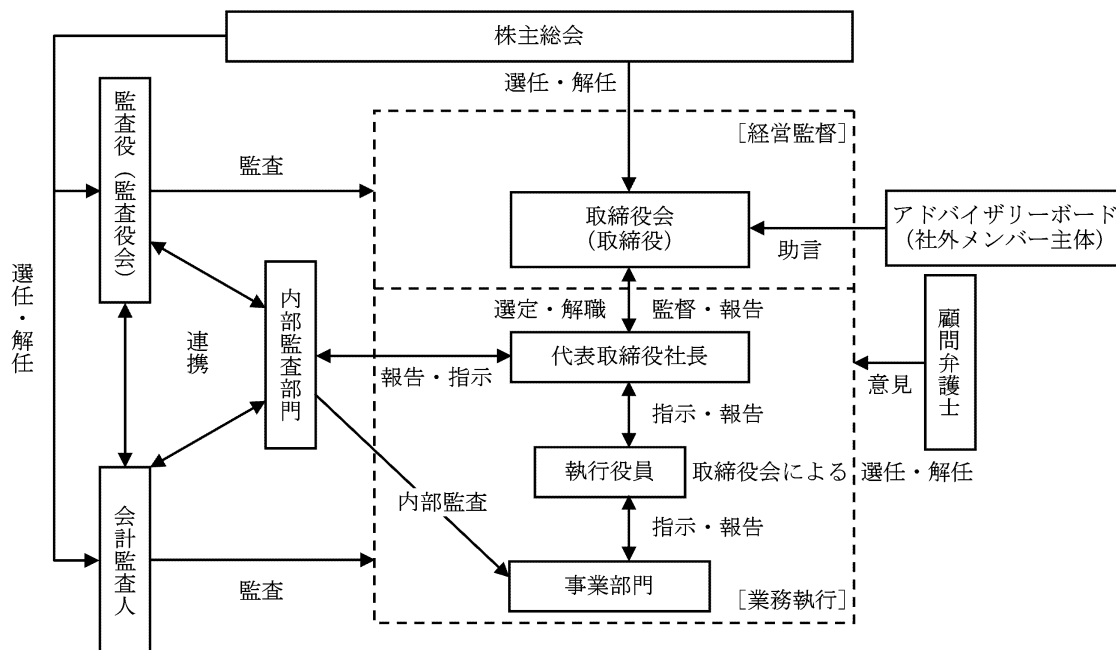 株主総会
選任・解任
[経営監督]
監査役（監査役会）
監査
取締役会
（取締役）
アドバイザリーボード
（社外メンバー主体）
助言
選任・解任
連携
内部監査部門
選定・解職
監督・報告
代表取締役社長
報告・指示
顧問弁護士
意見
指示・報告
執行役員
取締役会による 選任・解任
内部監査
指示・報告
会計監査人
監査
事業部門
[業務執行]